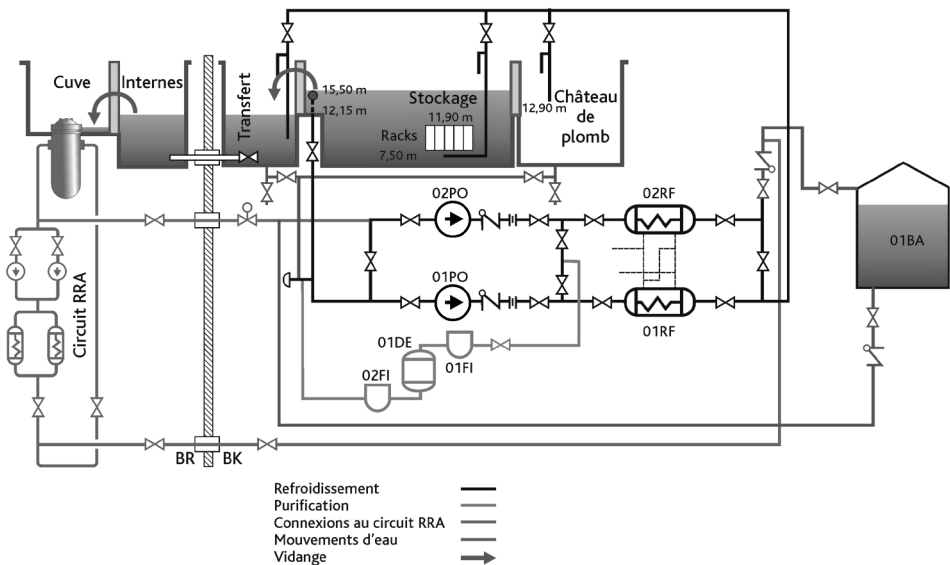 Cuve
Internes
Transfert
15,50 m
12,15 m
Stockage
11,90 m
Racks
7,50 m
12,90 m
Château
de
plomb
02PO
02RF
01BA
01PO
01RF
Circuit RRA
01DE
01FI
02FI
BR
BK
Refroidissement
Purification
Connexions au circuit RRA
Mouvements d'eau
Vidange